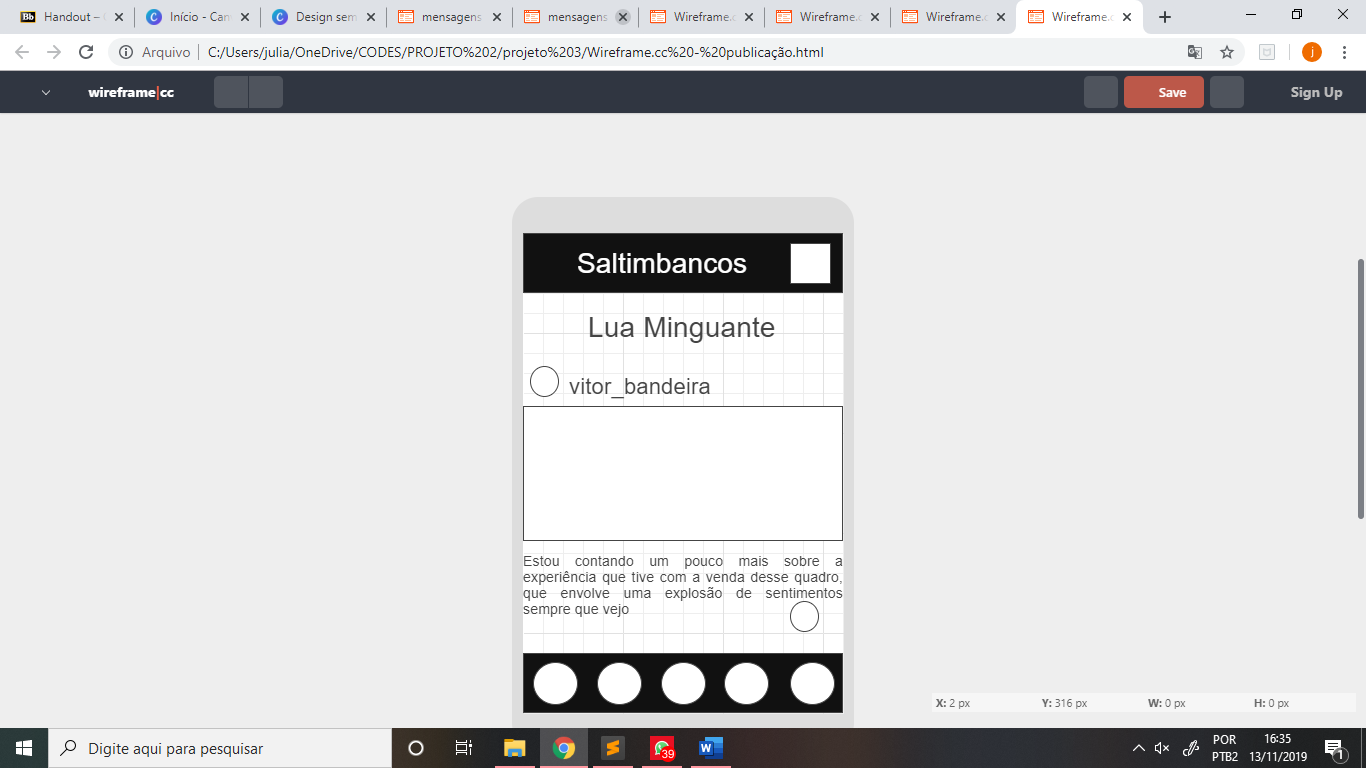 Handout –
Início - Can
Design sem
mensagens
mensagens
Wireframe.c
Wireframe.c
Wireframe.c
Wireframe.c
Arquivo
C:/Users/julia/OneDrive/CODES/PROJETO%202/projeto%203/Wireframe.cc%20-%20publicação.html
j
wireframe|cc
Save
Sign Up
Saltimbancos
Lua Minguante
vitor_bandeira
Estou contando um pouco mais sobre a
experiência que tive com a venda desse quadro,
que envolve uma explosão de sentimentos
sempre que vejo
X: 2 px Y: 316 px W: 0 px H: 0 px
Digite aqui para pesquisar
39
POR
PTB2
16:35
13/11/2019
1